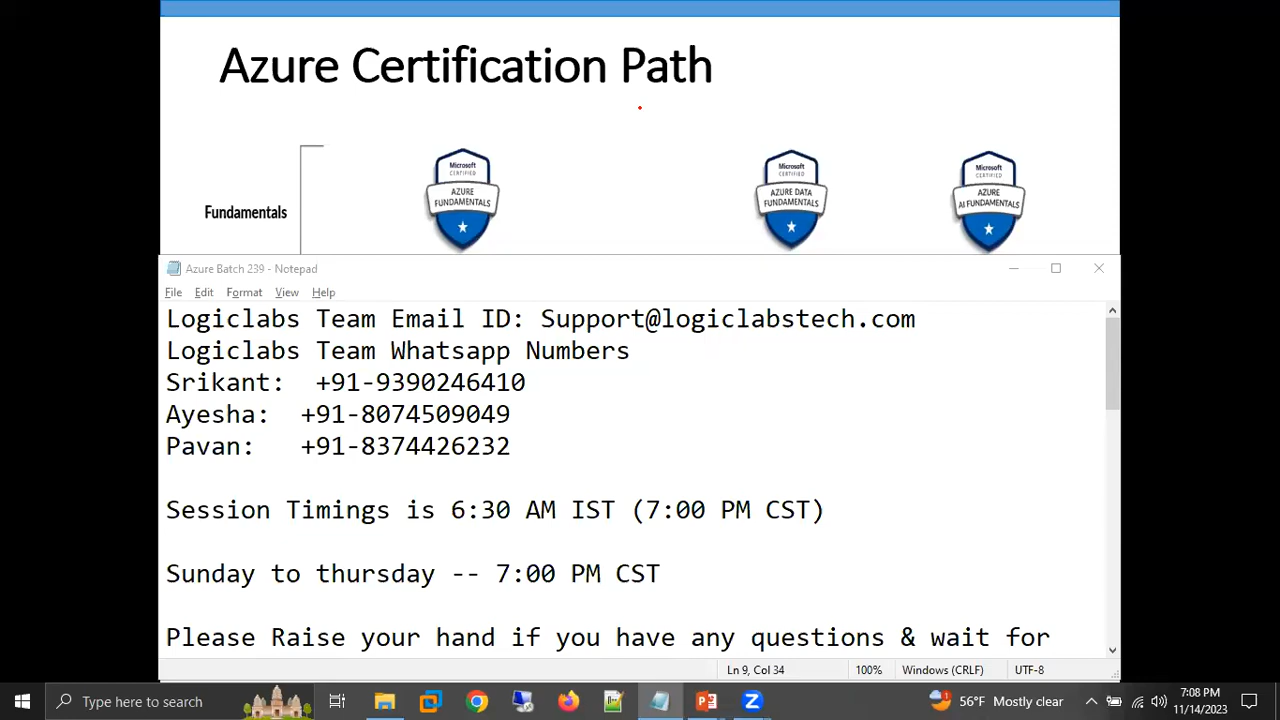 Azure Certification Path
Fundamentals
Microsoft
CERTIFIED
AZURE
FUNDAMENTALS
Microsoft
CERTIFIED
AZURE DATA
FUNDAMENTALS
Microsoft
CERTIFIED
AZURE
AI FUNDAMENTALS
Azure Batch 239 - Notepad
File Edit Format View Help
Logiclabs Team Email ID: Support@logiclabstech.com
Logiclabs Team Whatsapp Numbers
Srikant: +91-9390246410
Ayesha: +91-8074509049
Pavan: +91-8374426232
Session Timings is 6:30 AM IST (7:00 PM CST)
Sunday to thursday -- 7:00 PM CST
Please Raise your hand if you have any questions & wait for
Ln 9, Col 34 100% Windows (CRLF) UTF-8
Type here to search
56°F Mostly clear
7:08 PM
11/14/2023